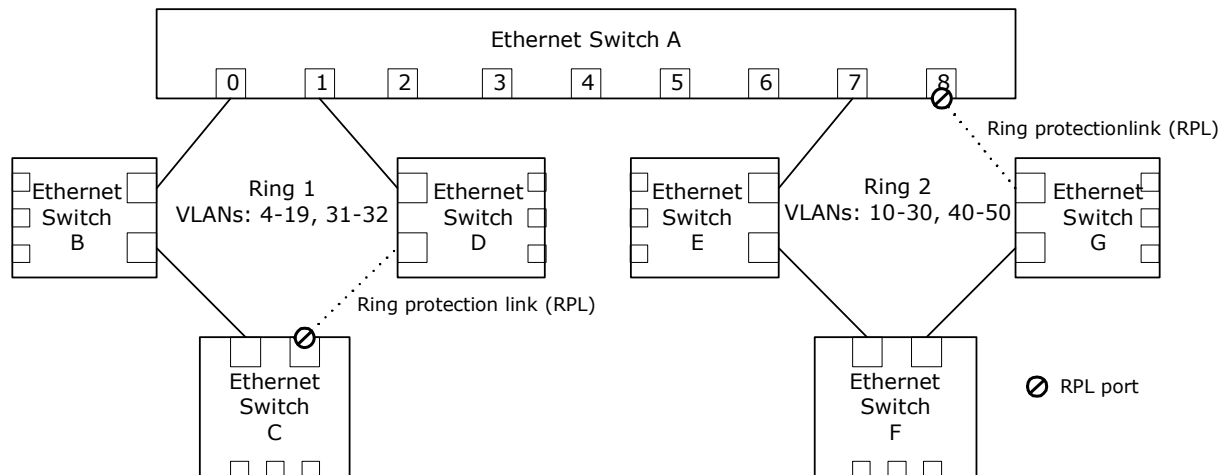 Ethernet Switch A
0 1 2 3 4 5 6 7 8
Ring protectionlink (RPL)
Ethernet
Switch
B
Ring 1
VLANs: 4-19, 31-32
Ethernet
Switch
D
Ethernet
Switch
E
Ring 2
VLANs: 10-30, 40-50
Ethernet
Switch
G
Ring protection link (RPL)
Ethernet
Switch
C
Ethernet
Switch
F
RPL port